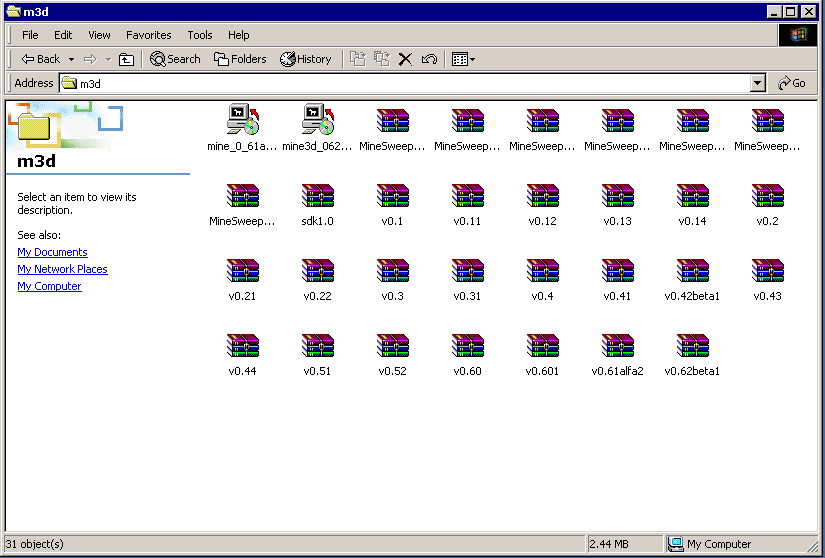 m3d
File Edit View Favorites Tools Help
Back Search Folders History
Address m3d Go
mine_0_61a... mine3d_062... MineSweep... MineSweep... MineSweep... MineSweep... MineSweep... MineSweep...
m3d
Select an item to view its
description.
MineSweep... sdk1.0 v0.1 v0.11 v0.12 v0.13 v0.14 v0.2
See also:
My Documents
My Network Places
My Computer
v0.21 v0.22 v0.3 v0.31 v0.4 v0.41 v0.42beta1 v0.43
v0.44 v0.51 v0.52 v0.60 v0.601 v0.61alfa2 v0.62beta1
31 object(s) 2.44 MB My Computer